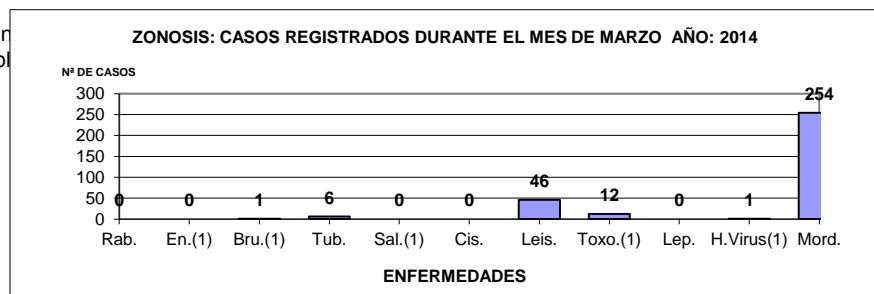 ZONOSIS: CASOS REGISTRADOS DURANTE EL MES DE MARZO AÑO: 2014
Nª DE CASOS
300
250
200
150
100
50
0
0 0 1 6 0 0 46 12 0 1 254
Rab. En.(1) Bru.(1) Tub. Sal.(1) Cis. Leis. Toxo.(1) Lep. H.Virus(1) Mord.
ENFERMEDADES